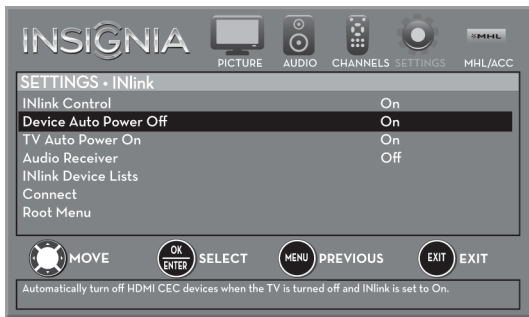 INSIGNIA
PICTURE AUDIO CHANNELS SETTINGS MHL/ACC
MHL
SETTINGS • INlink
INlink Control On
Device Auto Power Off On
TV Auto Power On On
Audio Receiver Off
INlink Device Lists
Connect
Root Menu
MOVE OK ENTER SELECT MENU PREVIOUS EXIT EXIT
Automatically turn off HDMI CEC devices when the TV is turned off and INlink is set to On.